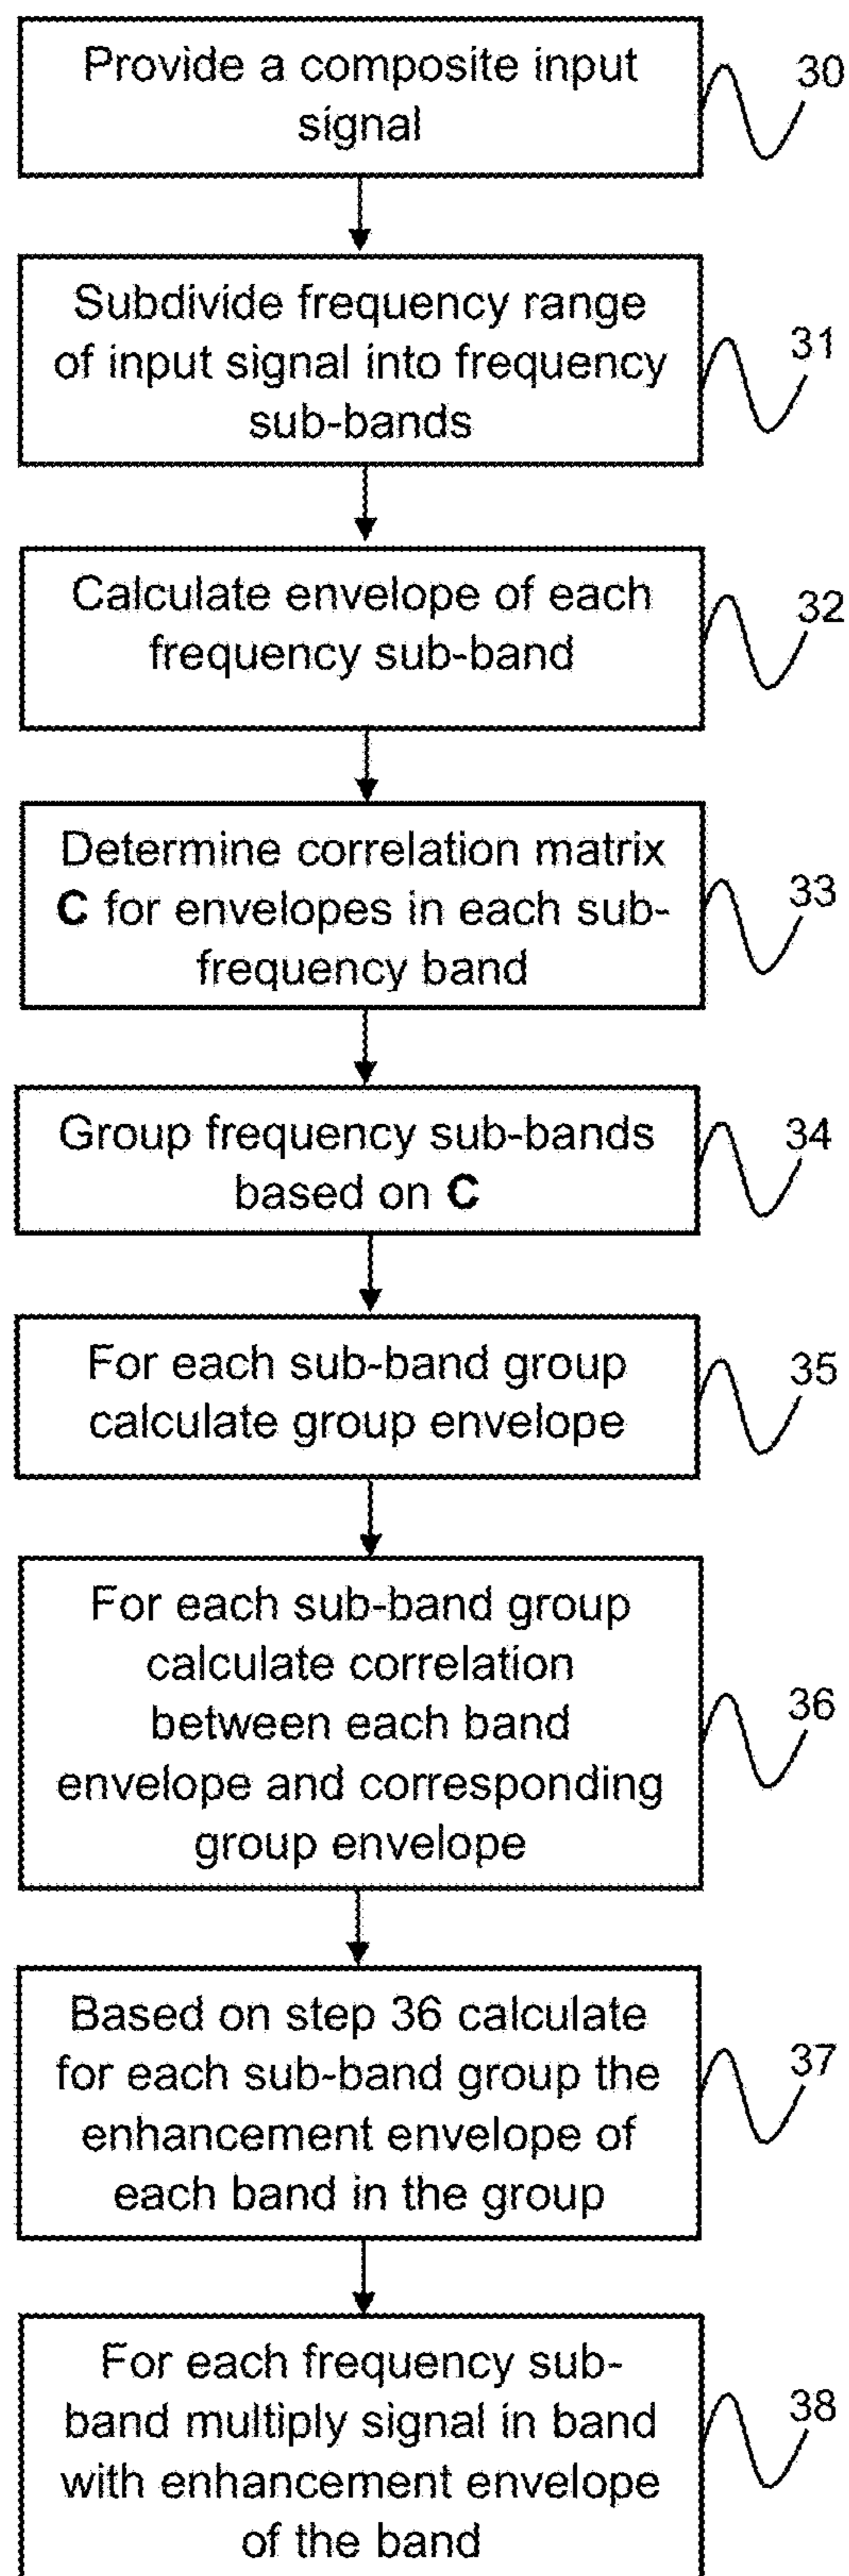 Provide a composite input
signal
30
Subdivide frequency range
of input signal into frequency
sub-bands
31
Calculate envelope of each
frequency sub-band
32
Determine correlation matrix
C for envelopes in each sub-
frequency band
33
Group frequency sub-bands
based on C
34
For each sub-band group
calculate group envelope
35
For each sub-band group
calculate correlation
between each band
envelope and corresponding
group envelope
36
Based on step 36 calculate
for each sub-band group the
enhancement envelope of
each band in the group
37
For each frequency sub-
band multiply signal in band
with enhancement envelope
of the band
38